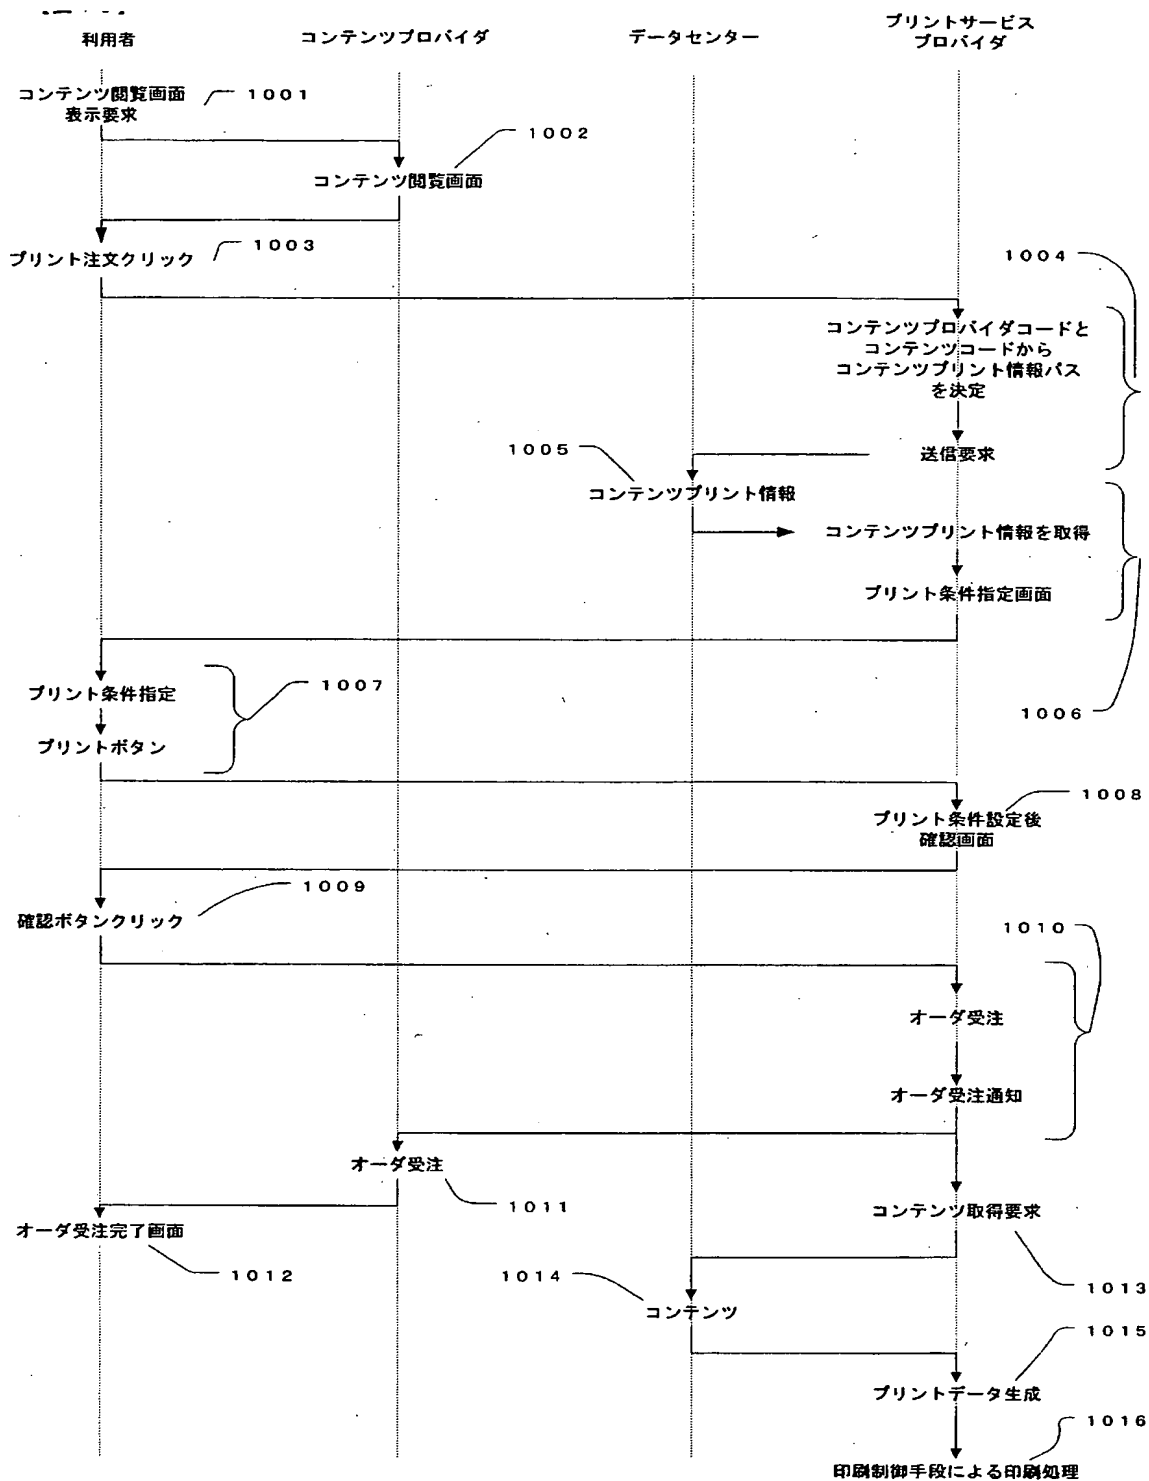 利用者
コンテンツプロバイダ
データセンター
プリントサービス
プロバイダ
コンテンツ閲覧画面
表示要求
1001
1002
コンテンツ閲覧画面
プリント注文クリック
1003
1004
コンテンツプロバイダコードと
コンテンツコードから
コンテンツプリント情報パス
を決定
1005
送信要求
コンテンツプリント情報
コンテンツプリント情報を取得
プリント条件指定画面
プリント条件指定
1007
1006
プリントボタン
1008
プリント条件設定後
確認画面
1009
確認ボタンクリック
1010
オーダ受注
オーダ受注通知
オーダ受注
1011
コンテンツ取得要求
オーダ受注完了画面
1012
1014
1013
コンテンツ
1015
プリントデータ生成
1016
印刷制御手段による印刷処理